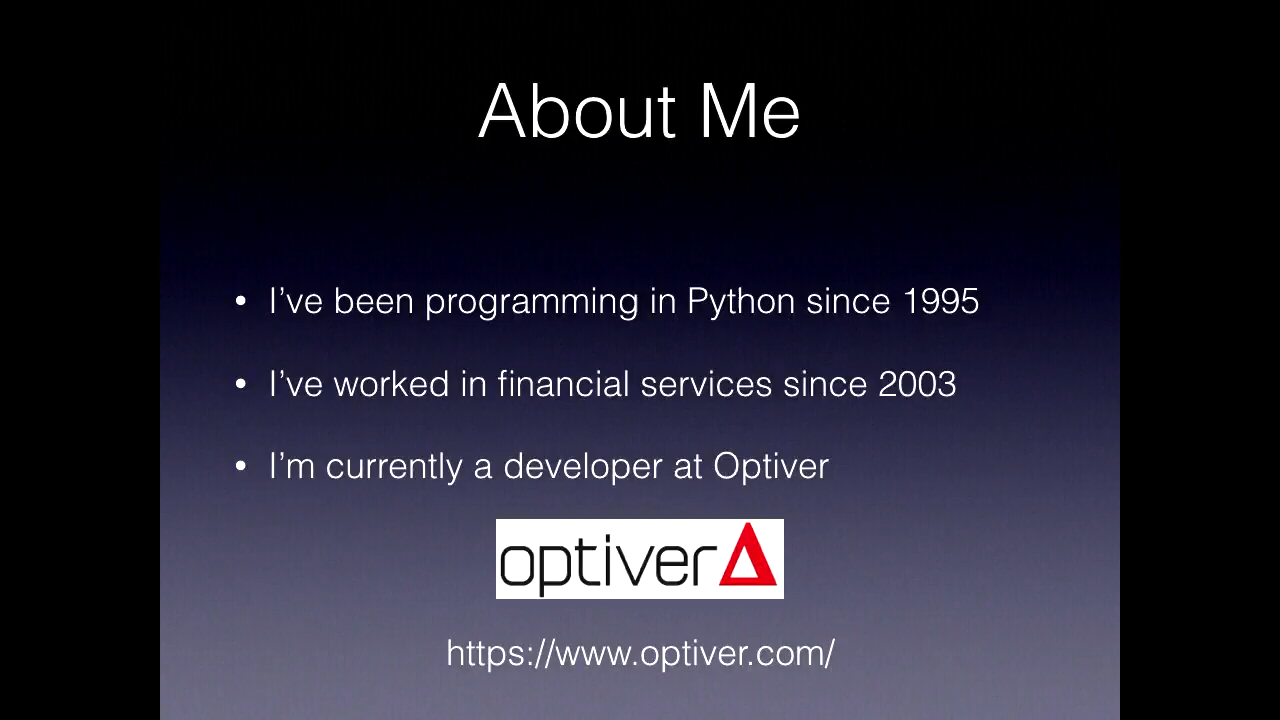 About Me
• I’ve been programming in Python since 1995
• I’ve worked in financial services since 2003
• I’m currently a developer at Optiver
optiver
https://www.optiver.com/